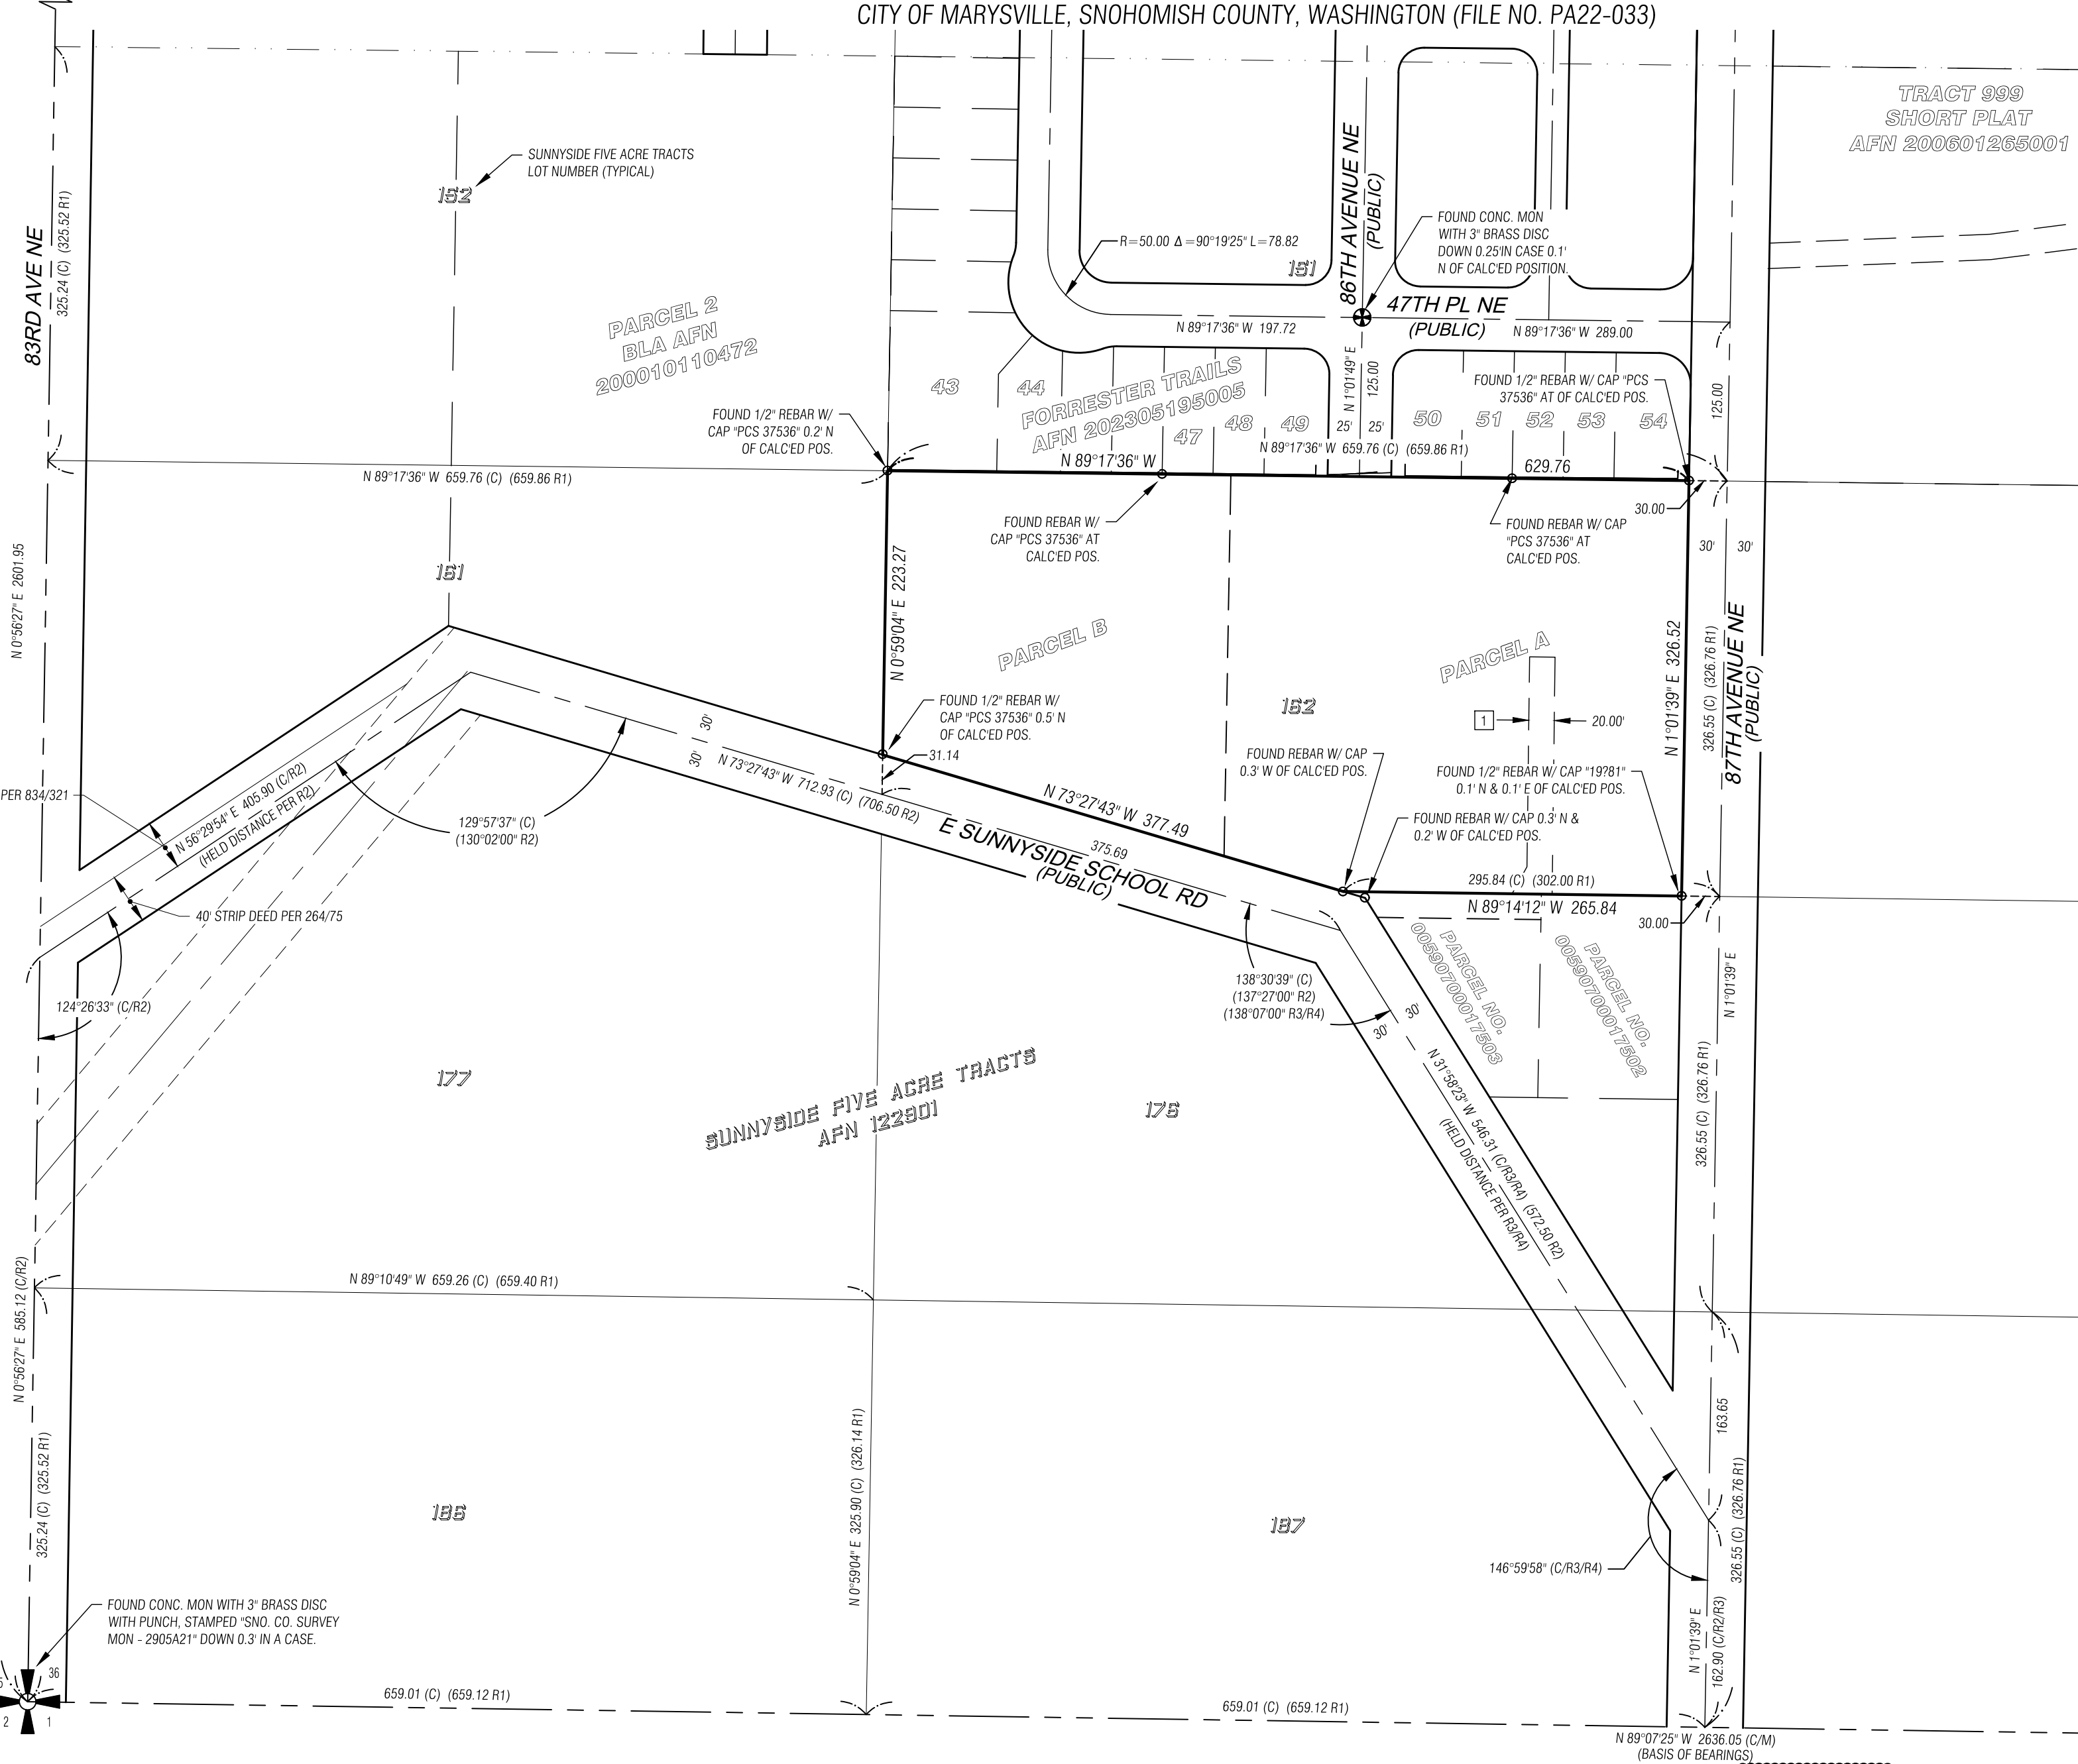 CITY OF MARYSVILLE, SNOHOMISH COUNTY, WASHINGTON (FILE NO. PA22-033)
TRACT 999
SHORT PLAT
AFN 200601265001
83RD AVE NE
325.24 (C) (325.52 R1)
SUNNYSIDE FIVE ACRE TRACTS
LOT NUMBER (TYPICAL)
152
PARCEL 2
BLA AFN
200010110472
R=50.00 Δ=90°19'25" L=78.82
151
86TH AVENUE NE
(PUBLIC)
FOUND CONC. MON
WITH 3" BRASS DISC
DOWN 0.25'IN CASE 0.1'
N OF CALC'ED POSITION.
47TH PL NE
(PUBLIC)
N 89°17'36" W 197.72
N 89°17'36" W 289.00
N 1°01'49" E
125.00
25'
25'
125.00
43
44
FORRESTER TRAILS
AFN 202305195005
47
48
49
50
51
52
53
54
FOUND 1/2" REBAR W/ CAP "PCS
37536" AT OF CALC'ED POS.
FOUND 1/2" REBAR W/
CAP "PCS 37536" 0.2' N
OF CALC'ED POS.
N 89°17'36" W 659.76 (C) (659.86 R1)
N 89°17'36" W
629.76
N 89°17'36" W 659.76 (C) (659.86 R1)
30.00
30'
30'
FOUND REBAR W/
CAP "PCS 37536" AT
CALC'ED POS.
FOUND REBAR W/ CAP
"PCS 37536" AT
CALC'ED POS.
N 0°56'27" E 2601.95
161
N 0°59'04" E 223.27
PARCEL B
PARCEL A
162
1
20.00'
N 1°01'39" E 326.52
326.55 (C) (326.76 R1)
87TH AVENUE NE
(PUBLIC)
FOUND 1/2" REBAR W/
CAP "PCS 37536" 0.5' N
OF CALC'ED POS.
31.14
30'
30'
N 73°27'43" W 712.93 (C) (706.50 R2)
N 73°27'43" W 377.49
375.69
E SUNNYSIDE SCHOOL RD
(PUBLIC)
FOUND REBAR W/ CAP
0.3' W OF CALC'ED POS.
FOUND 1/2" REBAR W/ CAP "19?81"
0.1' N & 0.1' E OF CALC'ED POS.
FOUND REBAR W/ CAP 0.3' N &
0.2' W OF CALC'ED POS.
295.84 (C) (302.00 R1)
N 89°14'12" W 265.84
30.00
PER 834/321
N 56°29'54" E 405.90 (C/R2)
(HELD DISTANCE PER R2)
129°57'37" (C)
(130°02'00" R2)
40' STRIP DEED PER 264/75
124°26'33" (C/R2)
138°30'39" (C)
(137°27'00" R2)
(138°07'00" R3/R4)
30'
30'
PARCEL NO.
00590700017503
PARCEL NO.
00590700017502
N 1°01'39" E
326.55 (C) (326.76 R1)
N 31°58'23" W 546.31 (C/R3/R4) (572.50 R2)
(HELD DISTANCE PER R3/R4)
177
SUNNYSIDE FIVE ACRE TRACTS
AFN 122901
176
N 0°56'27" E 585.12 (C/R2)
N 89°10'49" W 659.26 (C) (659.40 R1)
163.65
325.24 (C) (325.52 R1)
N 0°59'04" E 325.90 (C) (326.14 R1)
326.55 (C) (326.76 R1)
186
187
146°59'58" (C/R3/R4)
N 1°01'39" E
162.90 (C/R2/R3)
FOUND CONC. MON WITH 3" BRASS DISC
WITH PUNCH, STAMPED "SNO. CO. SURVEY
MON - 2905A21" DOWN 0.3' IN A CASE.
36
2
1
659.01 (C) (659.12 R1)
659.01 (C) (659.12 R1)
N 89°07'25" W 2636.05 (C/M)
(BASIS OF BEARINGS)